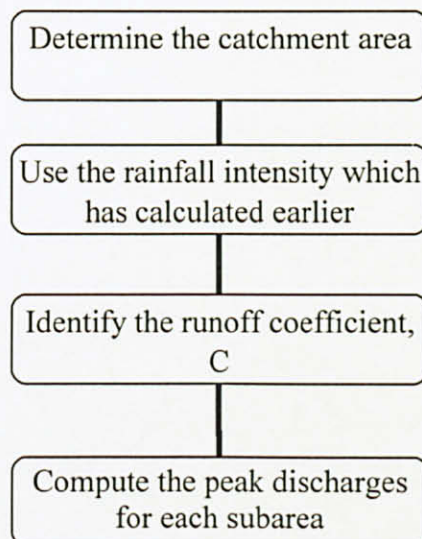 Determine the catchment area
Use the rainfall intensity which
has calculated earlier
Identify the runoff coefficient,
C
Compute the peak discharges
for each subarea